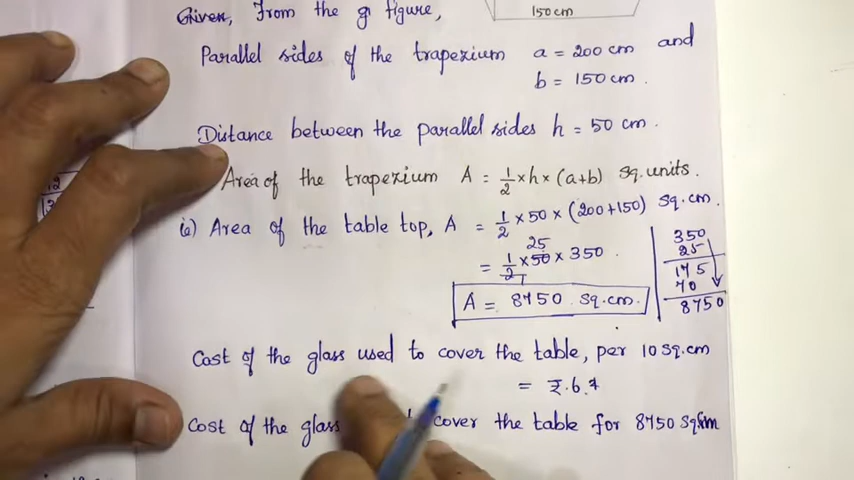 Given, From the figure,
150cm
Parallel sides of the trapezium a = 200 cm and
b = 150 cm.
Distance between the parallel sides h = 50 cm.
Area of the trapezium A = 1/2 × h × (a+b) sq. units.
ie) Area of the table top, A = 1/2 × 50 × (200+150) sq. cm.
25
= 1/2 × 50 × 350
1
A = 8750 sq.cm.
350
25
175
70
8750
Cost of the glass used to cover the table, per 10 sq.cm
= ₹.6.
Cost of the glass cover the table for 8750 sq cm
12